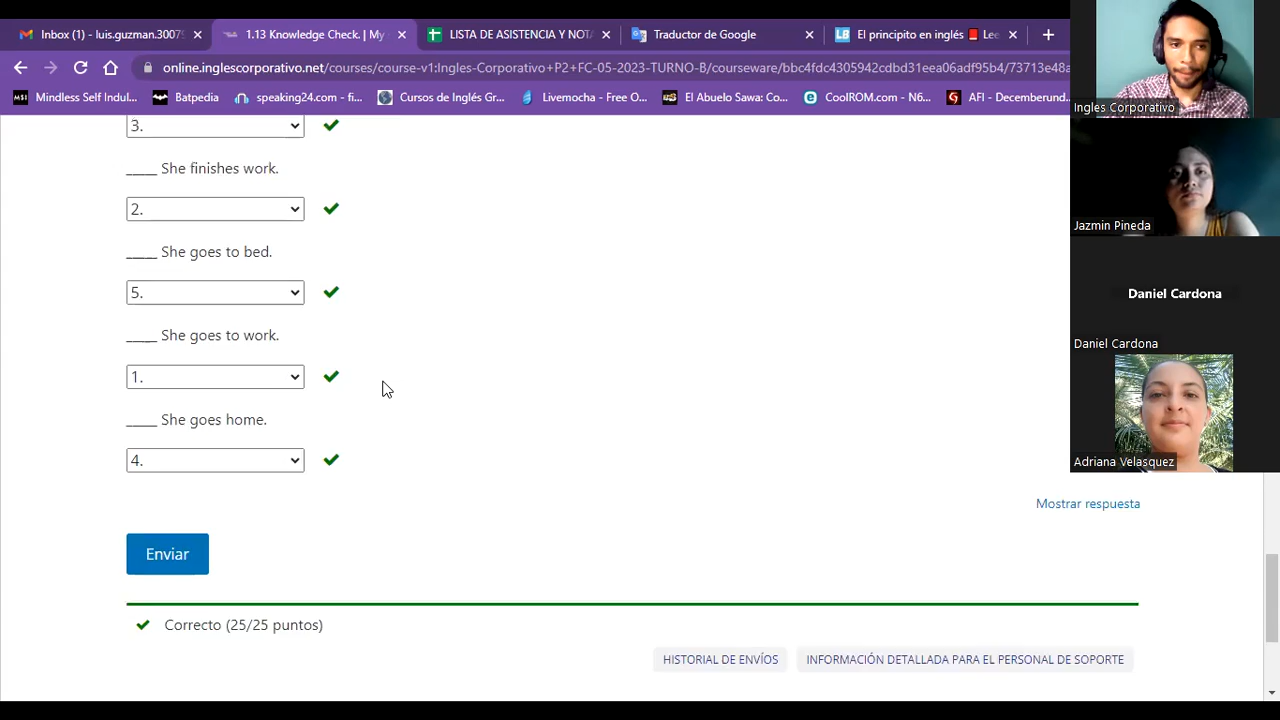 Inbox (1) - luis.guzman.30079
1.13 Knowledge Check. | My
LISTA DE ASISTENCIA Y NOTA
Traductor de Google
El principito en inglés 📕 Lee
online.inglescorporativo.net/courses/course-v1:Ingles-Corporativo+P2+FC-05-2023-TURNO-B/courseware/bbc4fdc4305942cdbd31eea06adf95b4/73713e48a
Mindless Self Indul...
Batpedia
speaking24.com - fi...
Cursos de Inglés Gr...
Livemocha - Free O...
El Abuelo Sawa: Co...
CoolROM.com - N6...
AFI - Decemberund...
3.
_____ She finishes work.
2.
_____ She goes to bed.
5.
_____ She goes to work.
1.
_____ She goes home.
4.
Mostrar respuesta
Enviar
Correcto (25/25 puntos)
HISTORIAL DE ENVÍOS
INFORMACIÓN DETALLADA PARA EL PERSONAL DE SOPORTE
Ingles Corporativo
Jazmin Pineda
Daniel Cardona
Daniel Cardona
Adriana Velasquez